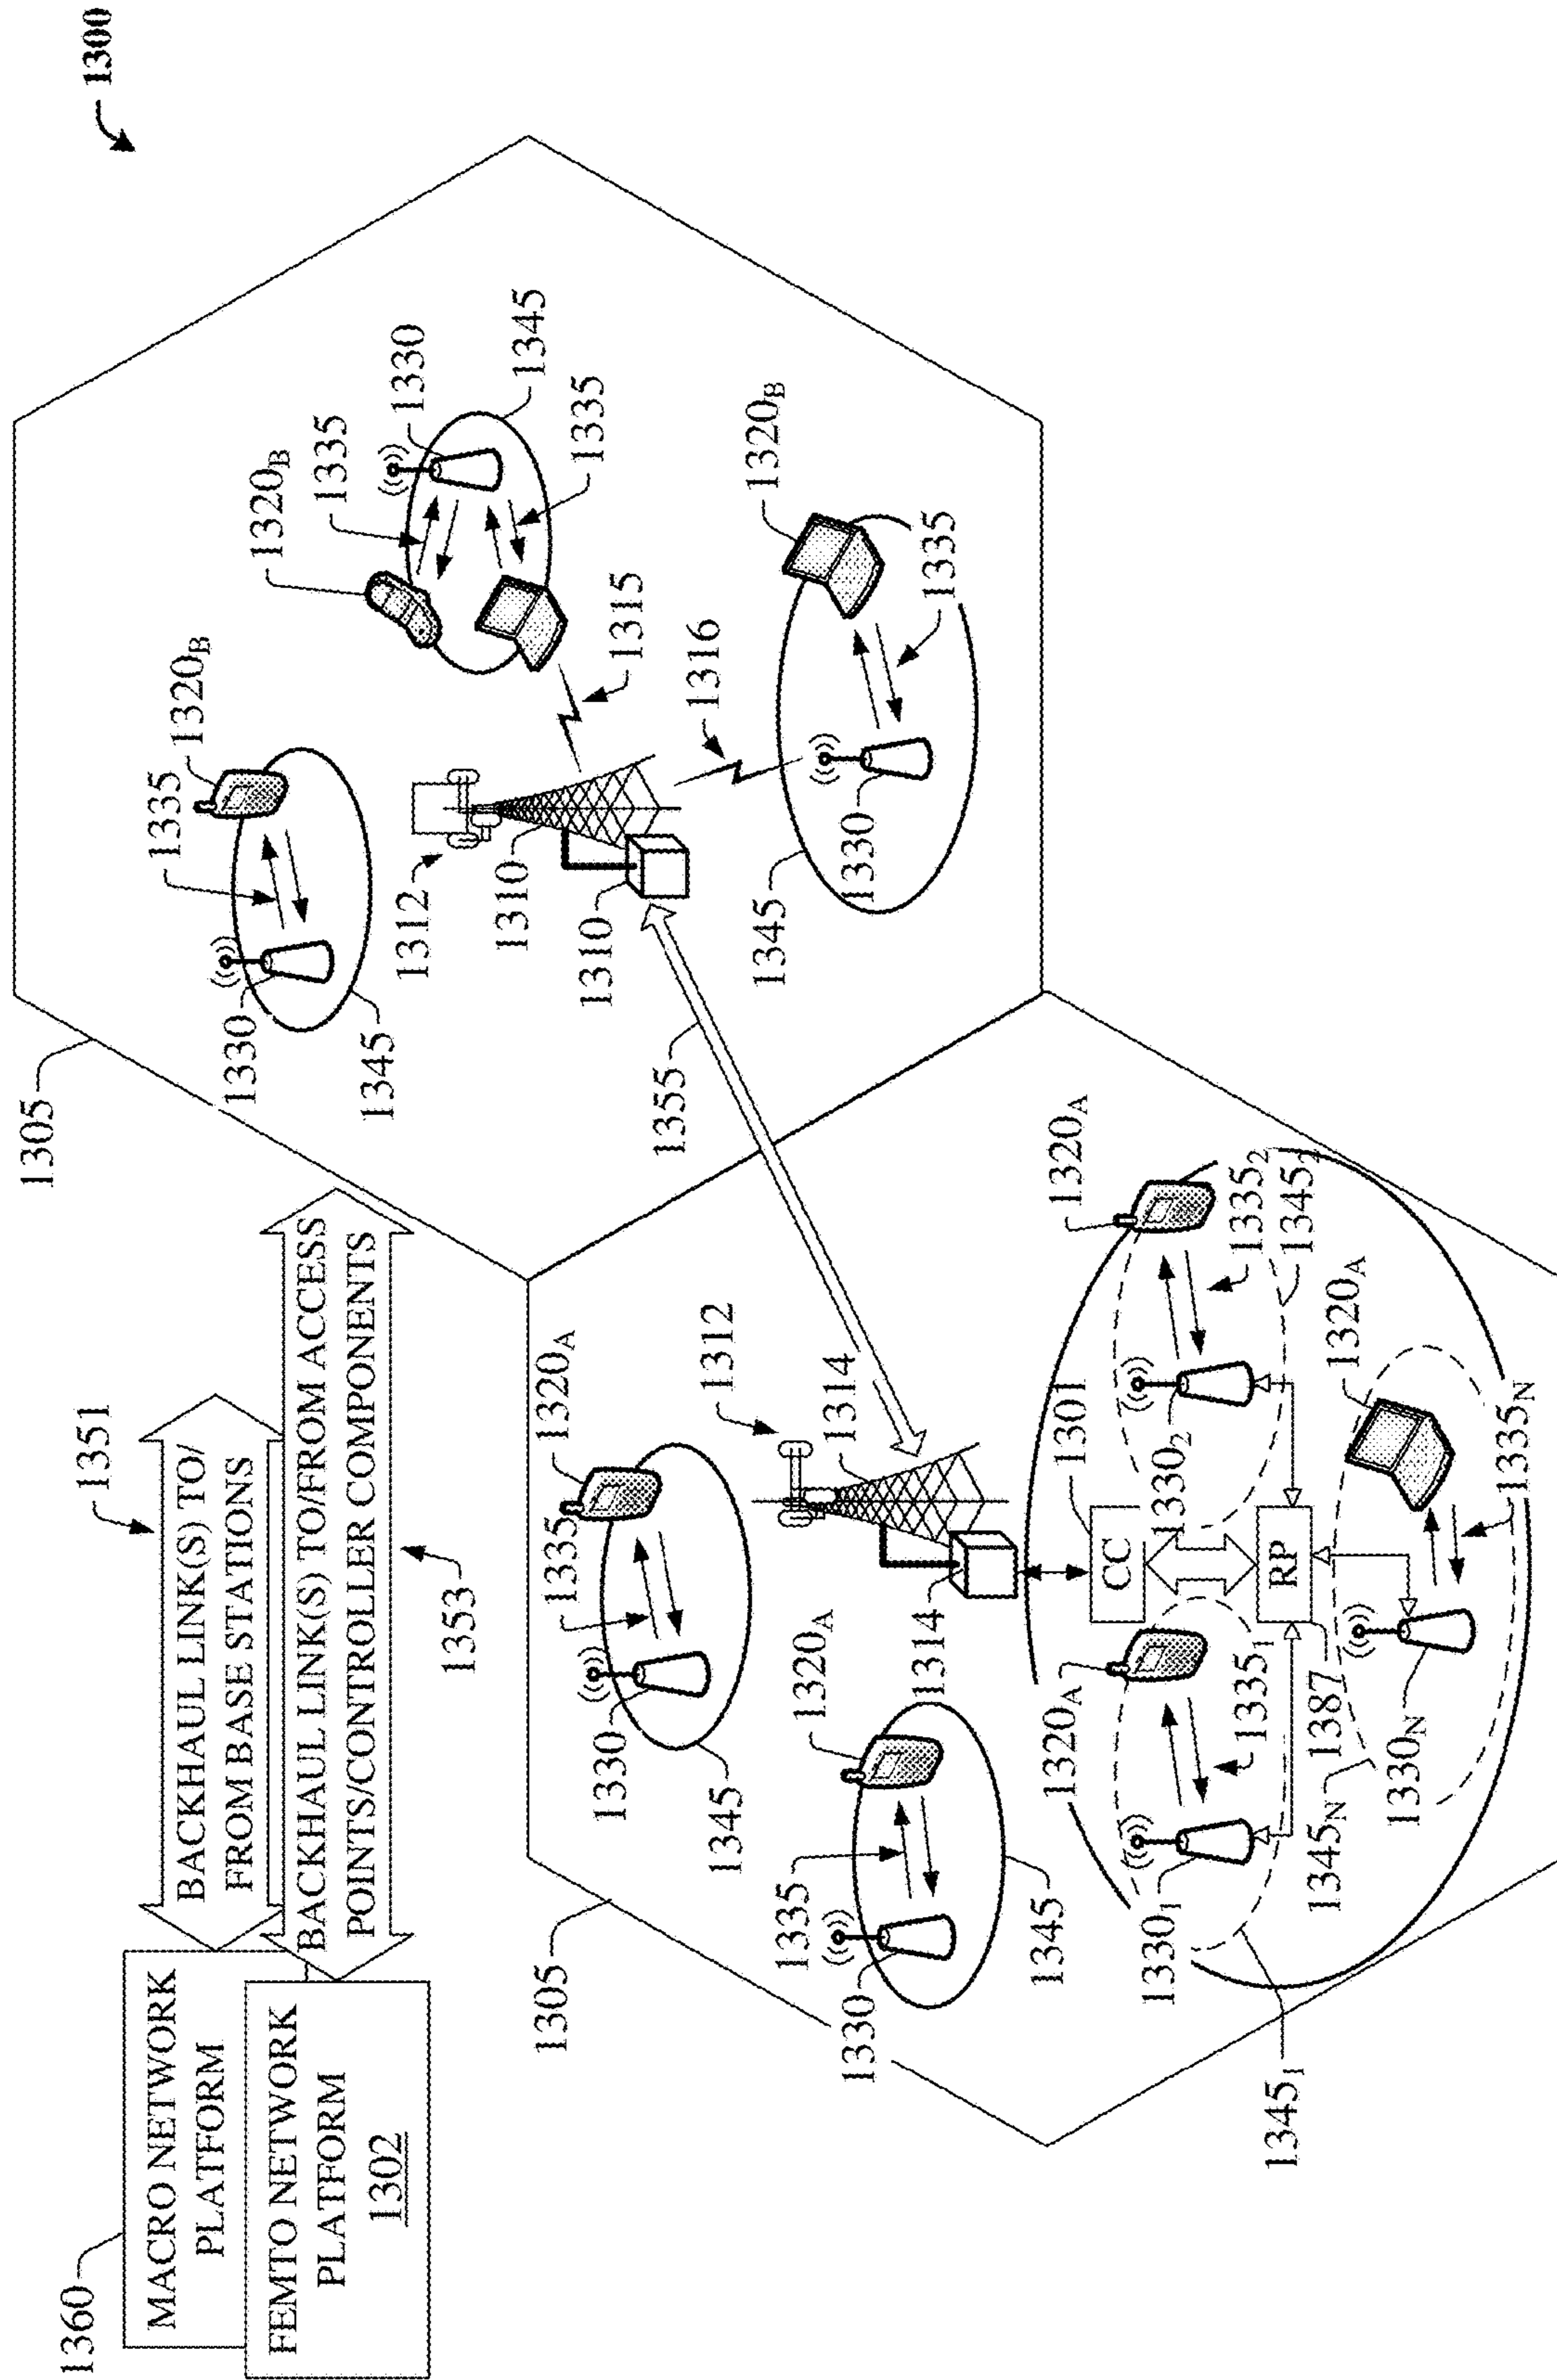 1300
1360
MACRO NETWORK
PLATFORM
FEMTO NETWORK
PLATFORM
1302
1351
BACKHAUL LINK(S) TO/
FROM BASE STATIONS
BACKHAUL LINK(S) TO/FROM ACCESS
POINTS/CONTROLLER COMPONENTS
1353
1305
1330
1345
1335
1320B
1312
1310
1310
1320B
1335
1330
1345
1335
1315
1316
1345
1330
1320B
1335
1355
1305
1330
1345
1335
1320A
1312
1314
1314
1330
1335
1320A
1345
1301
CC
RP
1387
1320A
1335₁
1330₁
1345₁
1330₂
1320A
1335₂
1345₂
1320A
1335N
1330N
1345N